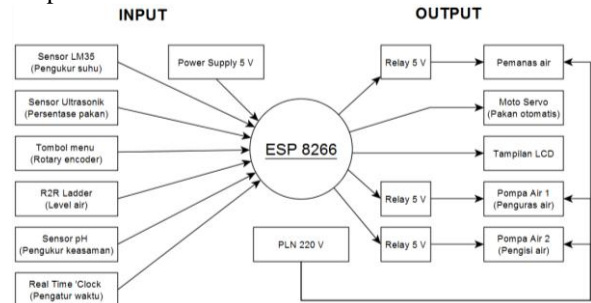 INPUT
OUTPUT
Sensor LM35
(Pengukur suhu)
Power Supply 5 V
Relay 5 V
Pemanas air
Sensor Ultrasonik
(Persentase pakan)
Moto Servo
(Pakan otomatis)
Tombol menu
(Rotary encoder)
ESP 8266
Tampilan LCD
R2R Ladder
(Level air)
Relay 5 V
Pompa Air 1
(Penguras air)
Sensor pH
(Pengukur keasaman)
PLN 220 V
Relay 5 V
Pompa Air 2
(Pengisi air)
Real Time 'Clock
(Pengatur waktu)